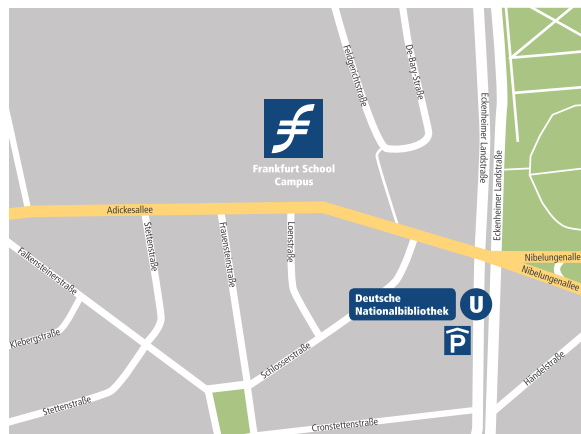 Feldgerichtstraße
De-Bary-Straße
Eckenheimer Landstraße
Eckenheimer Landstraße
Frankfurt School
Campus
Adickesallee
Stettenstraße
Frauensteinstraße
Loenstraße
Nibelungenallee
Nibelungenallee
Falkensteinerstraße
Deutsche
Nationalbibliothek
U
P
Klebergstraße
Schlosserstraße
Händelstraße
Stettenstraße
Cronstettenstraße